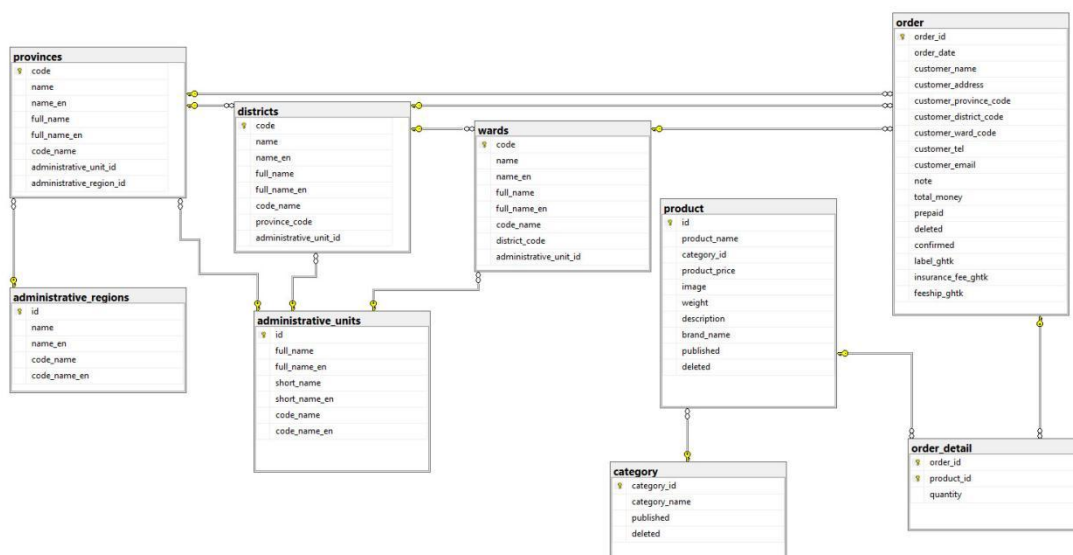 provinces
code
name
name_en
full_name
full_name_en
code_name
administrative_unit_id
administrative_region_id
districts
code
name
name_en
full_name
full_name_en
code_name
province_code
administrative_unit_id
wards
code
name
name_en
full_name
full_name_en
code_name
district_code
administrative_unit_id
order
order_id
order_date
customer_name
customer_address
customer_province_code
customer_district_code
customer_ward_code
customer_tel
customer_email
note
total_money
prepaid
deleted
confirmed
label_ghtk
insurance_fee_ghtk
feeship_ghtk
product
id
product_name
category_id
product_price
image
weight
description
brand_name
published
deleted
administrative_regions
id
name
name_en
code_name
code_name_en
administrative_units
id
full_name
full_name_en
short_name
short_name_en
code_name
code_name_en
category
category_id
category_name
published
deleted
order_detail
order_id
product_id
quantity